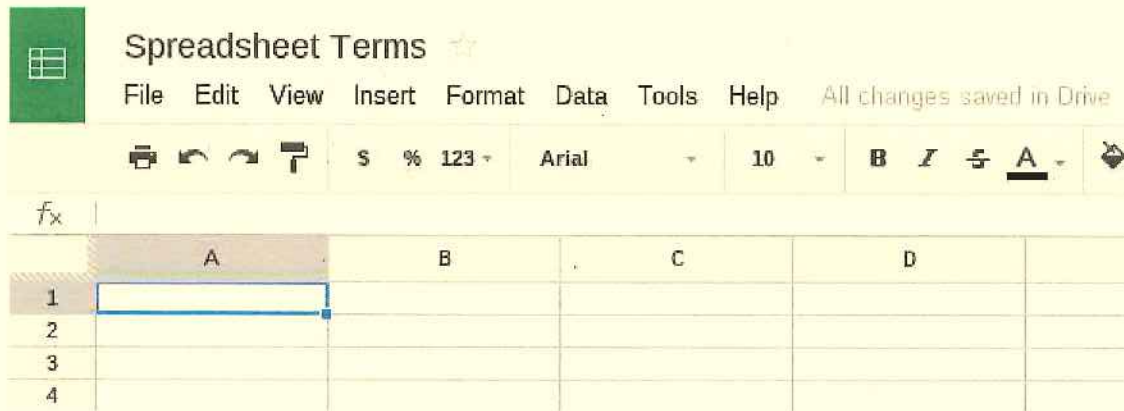 Spreadsheet Terms
File Edit View Insert Format Data Tools Help All changes saved in Drive
$ % 123 Arial 10 B I S A
fx
A B C D
1
2
3
4